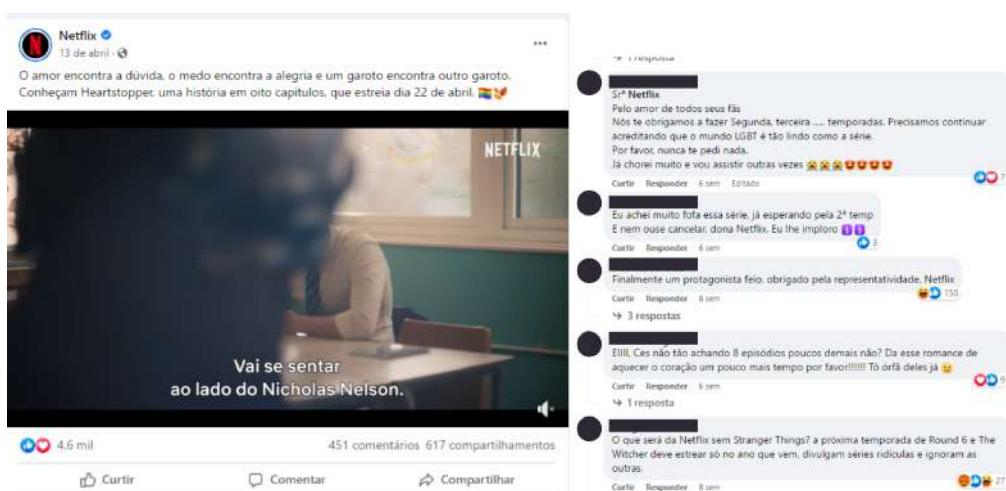 Netflix
13 de abril ·
O amor encontra a dúvida, o medo encontra a alegria e um garoto encontra outro garoto.
Conheçam Heartstopper, uma história em oito capítulos, que estreia dia 22 de abril. 🏳️‍🌈🍂
NETFLIX
Vai se sentar
ao lado do Nicholas Nelson.
4.6 mil
451 comentários 617 compartilhamentos
Curtir Comentar Compartilhar
1 resposta
Srª Netflix
Pelo amor de todos seus fãs
Nós te obrigamos a fazer Segunda, terceira ..... temporadas. Precisamos continuar
acreditando que o mundo LGBT é tão lindo como a série.
Por favor, nunca te pedi nada.
Já chorei muito e vou assistir outras vezes 😭😭😭😍😍😍😍
Curtir Responder 6 sem Editado
7
Eu achei muito fofa essa série, já esperando pela 2ª temp
E nem ouse cancelar, dona Netflix. Eu lhe imploro
Curtir Responder 6 sem
3
Finalmente um protagonista feio, obrigado pela representatividade, Netflix
Curtir Responder 8 sem
150
3 respostas
EIIII, Ces não tão achando 8 episódios poucos demais não? Da esse romance de
aquecer o coração um pouco mais tempo por favor!!!!!! Tô órfã deles já
Curtir Responder 6 sem
9
1 resposta
O que será da Netflix sem Stranger Things? a próxima temporada de Round 6 e The
Witcher deve estrear só no ano que vem, divulgam séries ridículas e ignoram as
outras.
Curtir Responder 8 sem
27